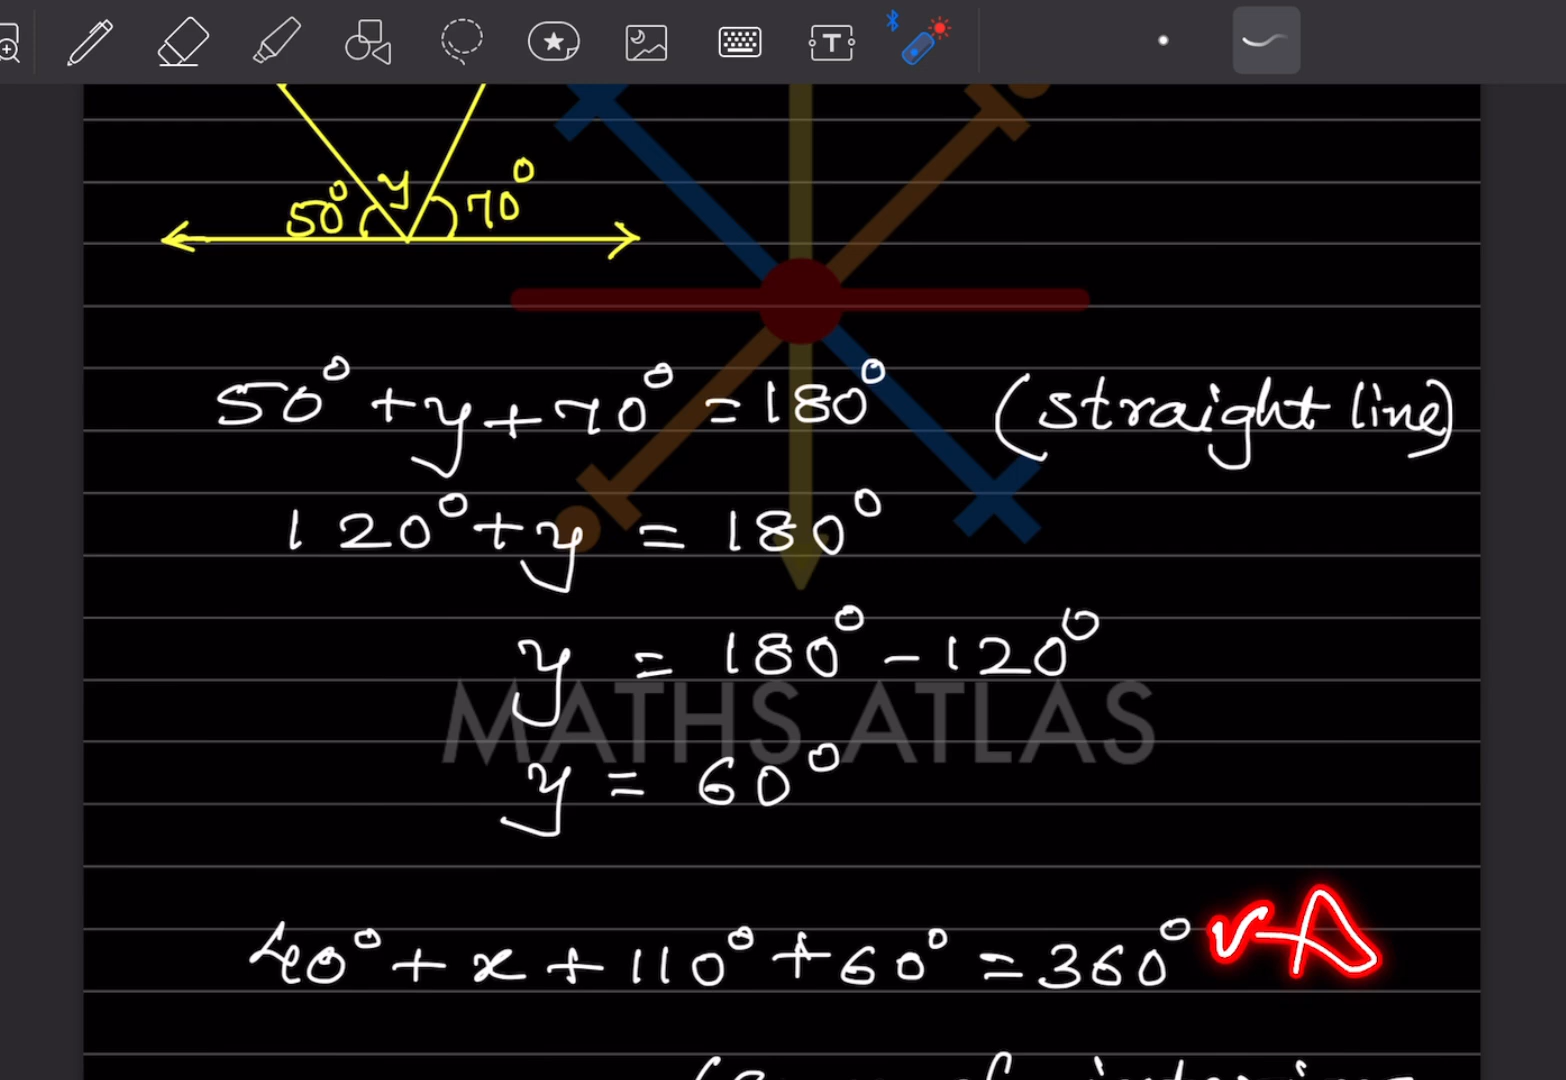 50° y 70°
50° + y + 70° = 180° (straight line)
120° + y = 180°
y = 180° - 120°
MATHS ATLAS
y = 60°
40° + x + 110° + 60° = 360°